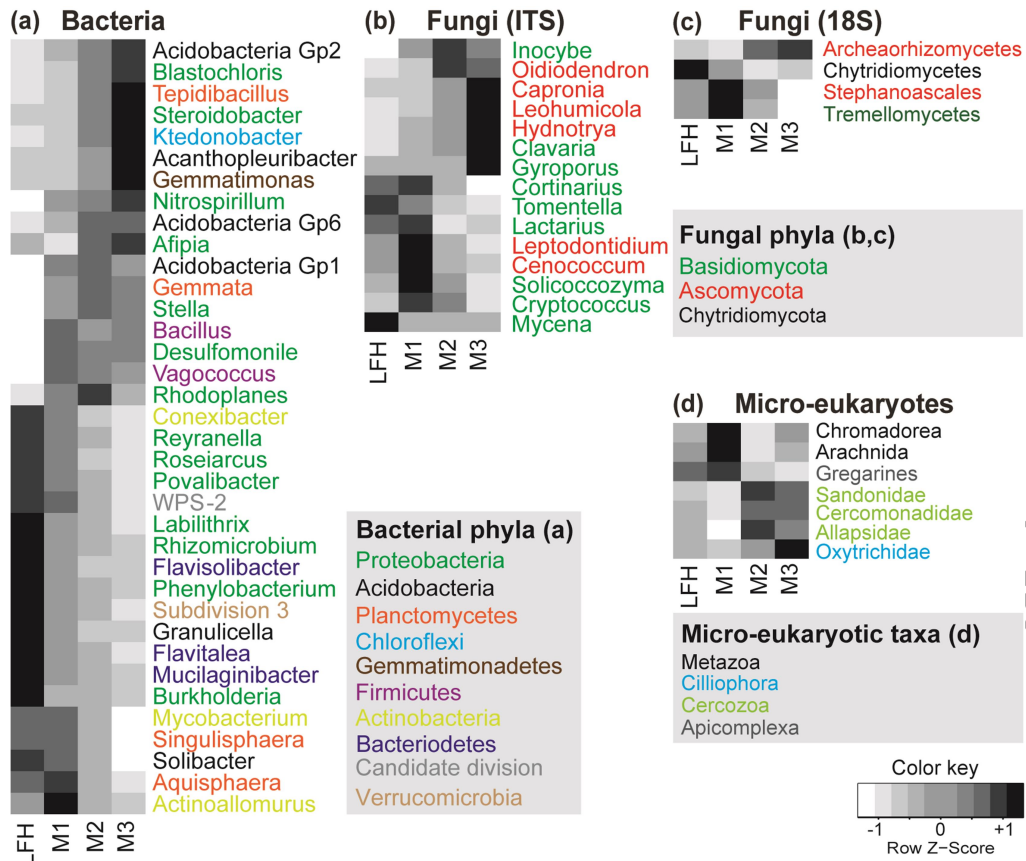 (a) Bacteria
Acidobacteria Gp2
Blastochloris
Tepidibacillus
Steroidobacter
Ktedonobacter
Acanthopleuribacter
Gemmatimonas
Nitrospirillum
Acidobacteria Gp6
Afipia
Acidobacteria Gp1
Gemmata
Stella
Bacillus
Desulfomonile
Vagococcus
Rhodoplanes
Conexibacter
Reyranella
Roseiarcus
Povalibacter
WPS-2
Labilithrix
Rhizomicrobium
Flavisolibacter
Phenylobacterium
Subdivision 3
Granulicella
Flavitalea
Mucilaginibacter
Burkholderia
Mycobacterium
Singulisphaera
Solibacter
Aquisphaera
Actinoallomurus
LFH M1 M2 M3
(b) Fungi (ITS)
Inocybe
Oidiodendron
Capronia
Leohumicola
Hydnotrya
Clavaria
Gyroporus
Cortinarius
Tomentella
Lactarius
Leptodontidium
Cenococcum
Solicoccozyma
Cryptococcus
Mycena
LFH M1 M2 M3
Bacterial phyla (a)
Proteobacteria
Acidobacteria
Planctomycetes
Chloroflexi
Gemmatimonadetes
Firmicutes
Actinobacteria
Bacteriodetes
Candidate division
Verrucomicrobia
(c) Fungi (18S)
Archeaorhizomycetes
Chytridiomycetes
Stephanoascales
Tremellomycetes
LFH M1 M2 M3
Fungal phyla (b,c)
Basidiomycota
Ascomycota
Chytridiomycota
(d) Micro-eukaryotes
Chromadorea
Arachnida
Gregarines
Sandonidae
Cercomonadidae
Allapsidae
Oxytrichidae
LFH M1 M2 M3
Micro-eukaryotic taxa (d)
Metazoa
Cilliophora
Cercozoa
Apicomplexa
Color key
-1 0 +1
Row Z-Score